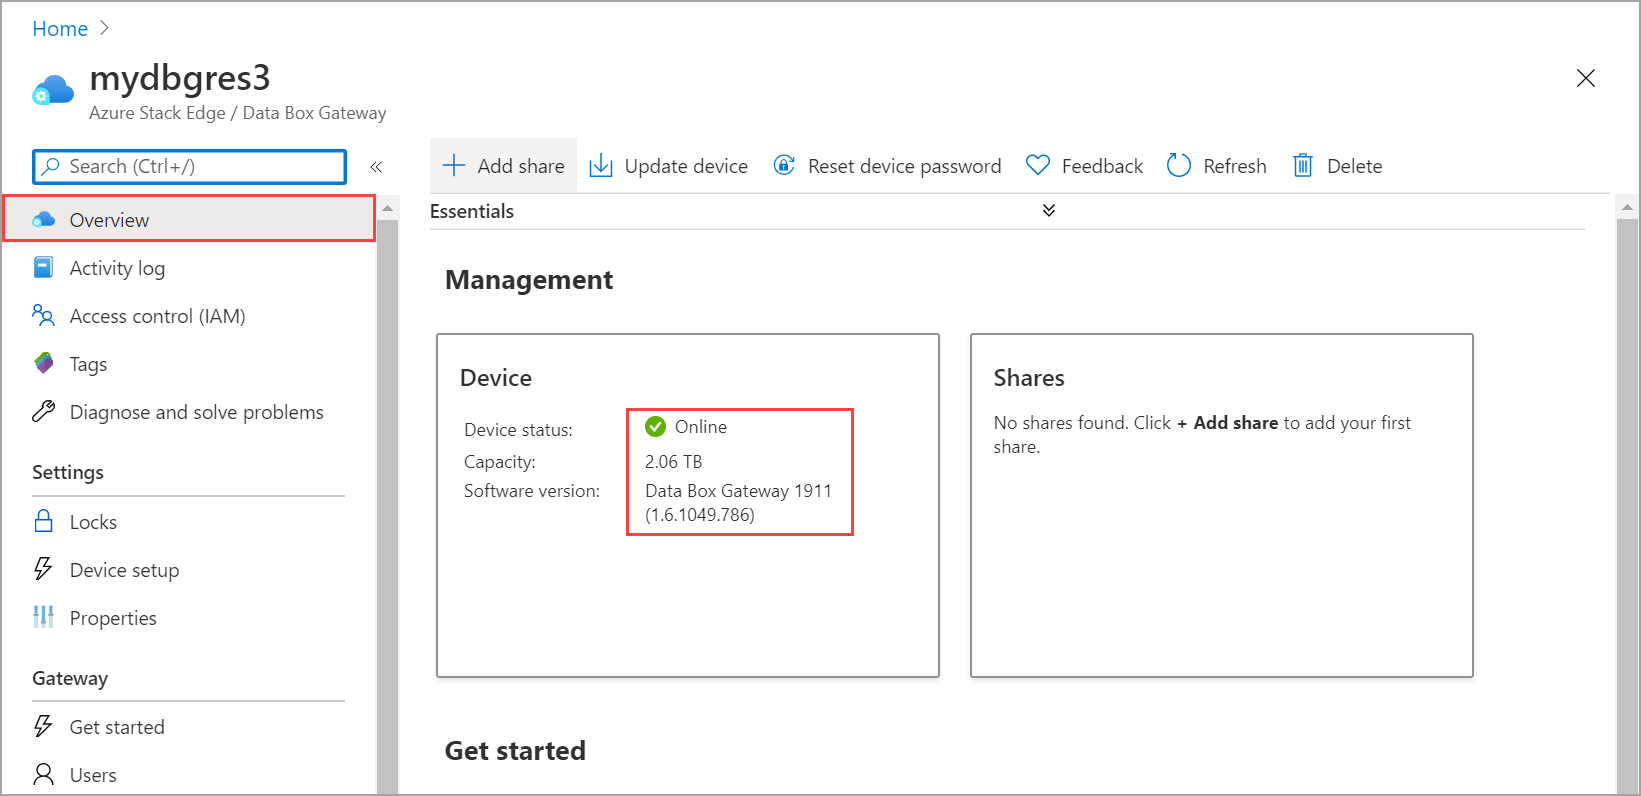 Home
mydbgres3
Azure Stack Edge / Data Box Gateway
Search (Ctrl+/)
Overview
Activity log
Access control (IAM)
Tags
Diagnose and solve problems
Settings
Locks
Device setup
Properties
Gateway
Get started
Users
Add share
Update device
Reset device password
Feedback
Refresh
Delete
Essentials
Management
Device
Device status: Online
Capacity: 2.06 TB
Software version: Data Box Gateway 1911
(1.6.1049.786)
Shares
No shares found. Click + Add share to add your first
share.
Get started